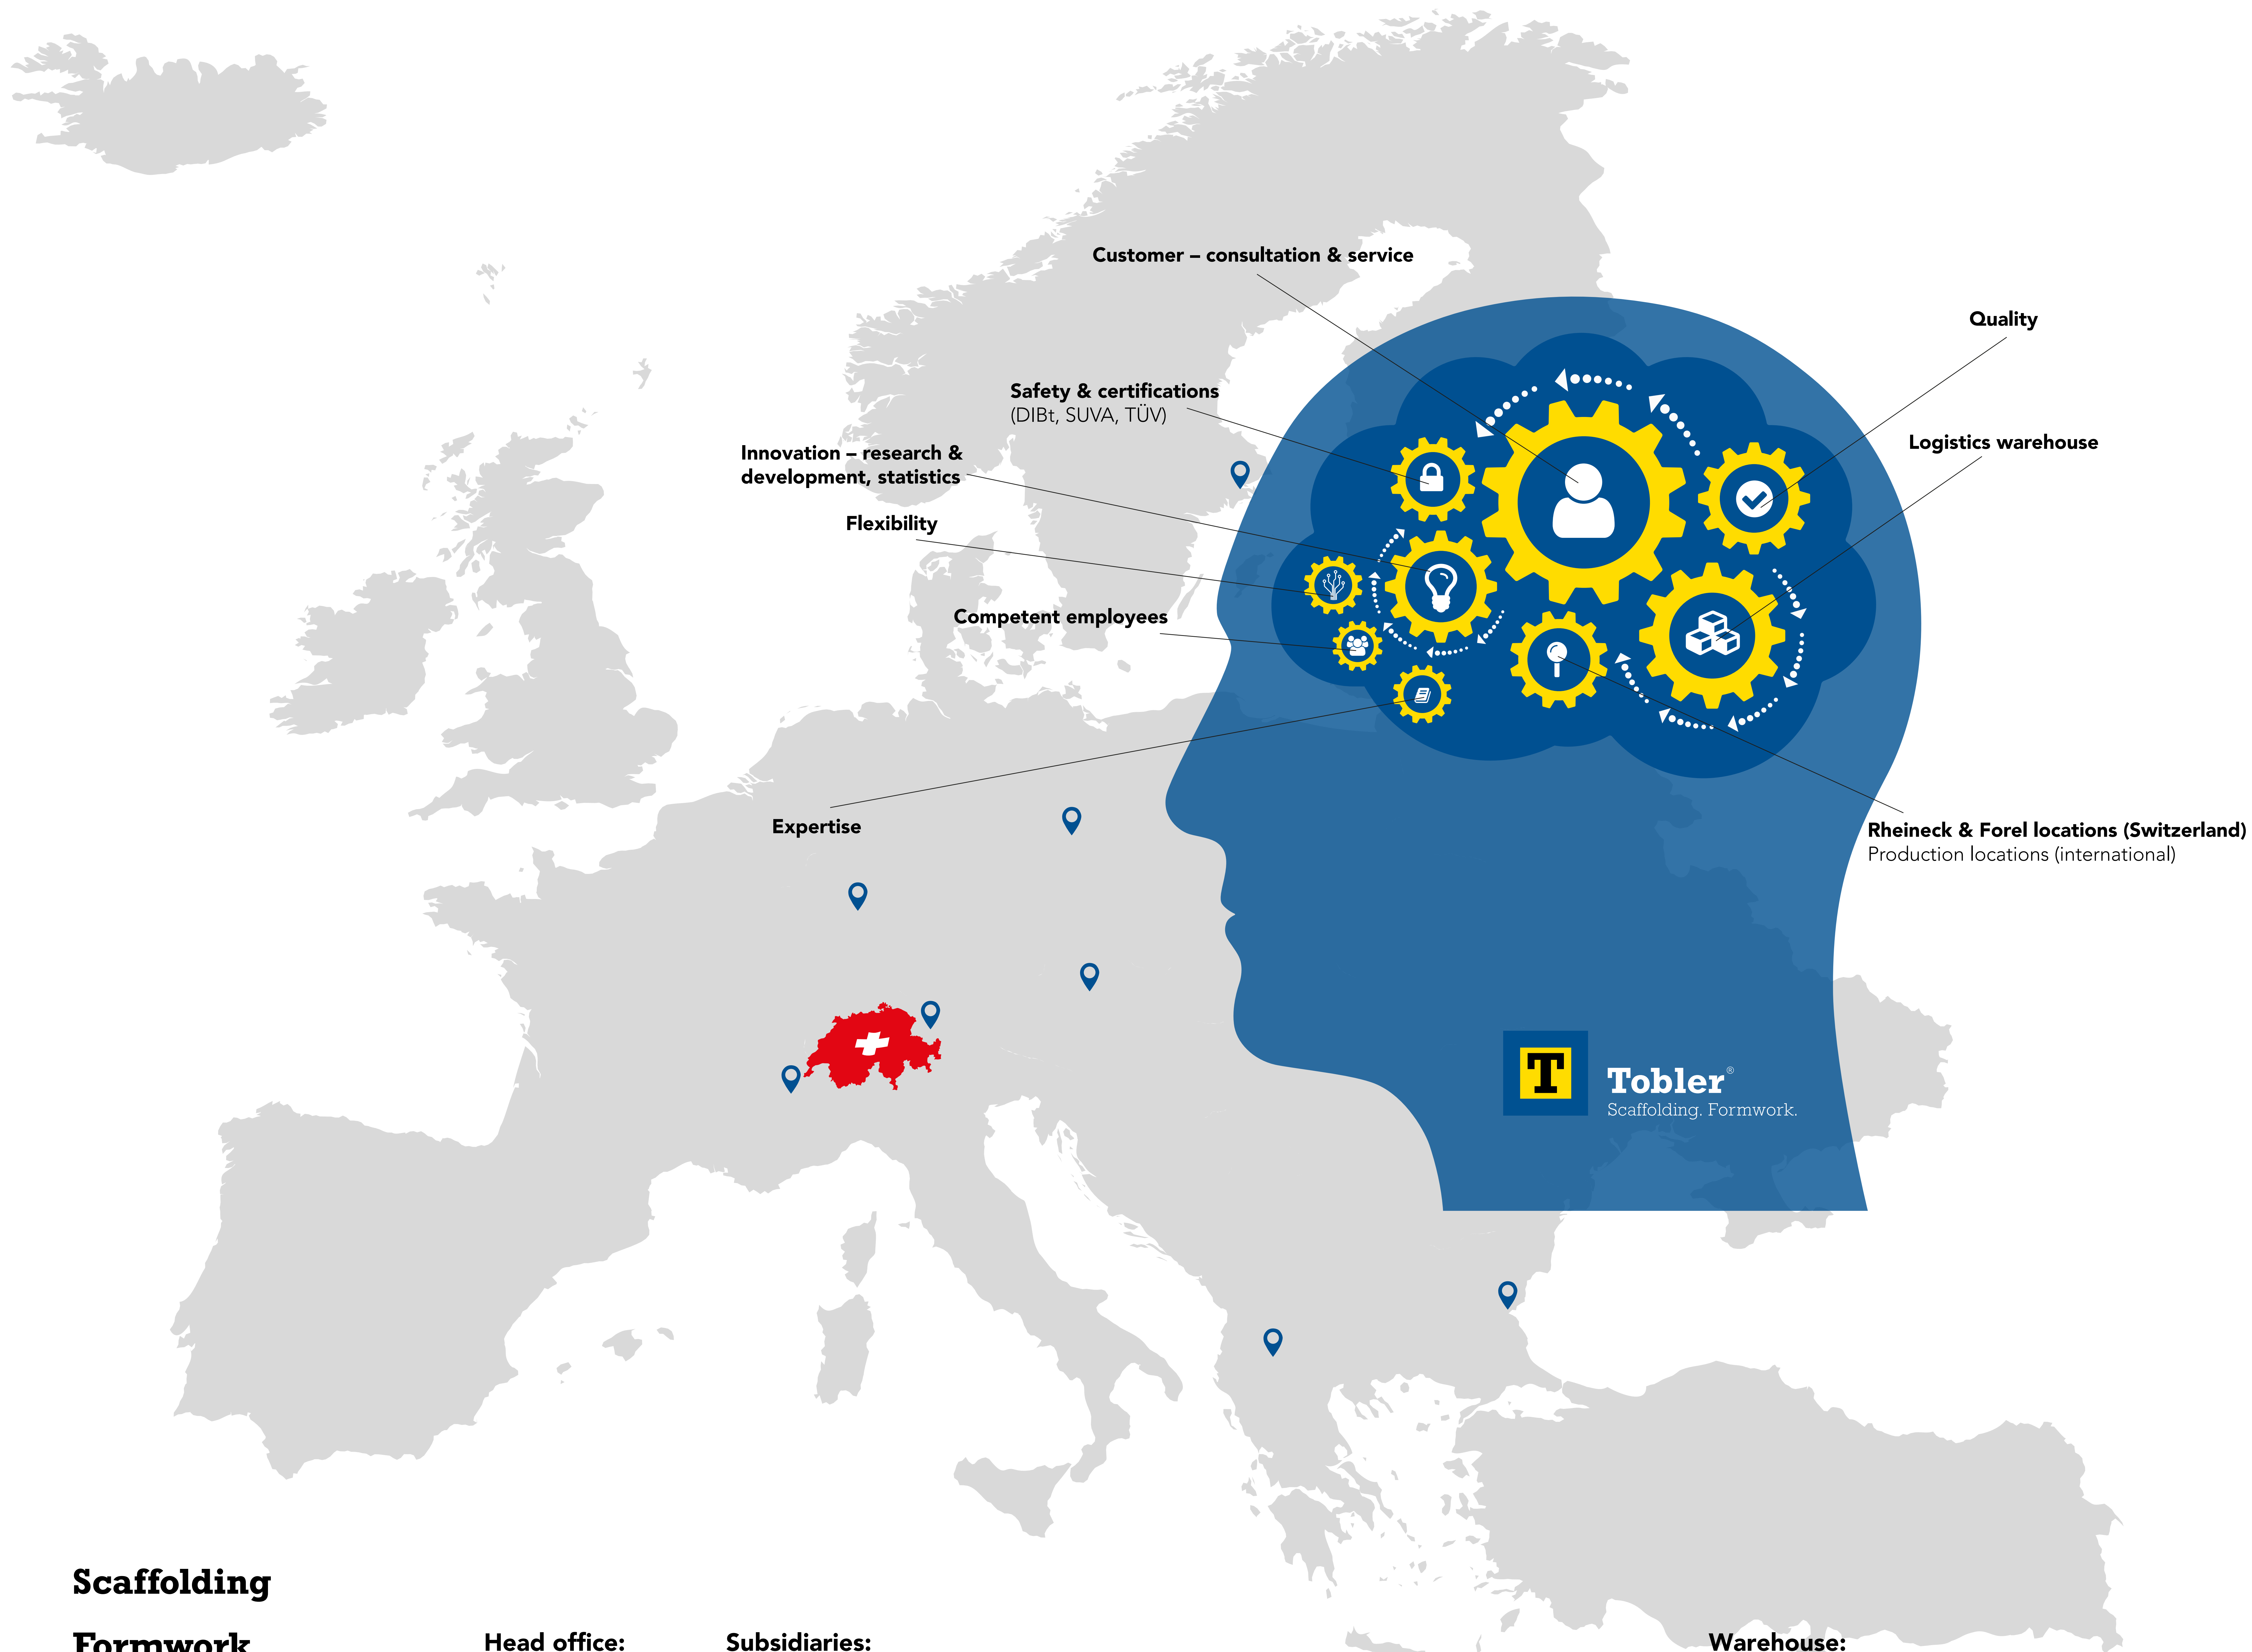 Customer – consultation & service
Quality
Safety & certifications
(DIBt, SUVA, TÜV)
Innovation – research &
development, statistics
Logistics warehouse
Flexibility
Competent employees
Expertise
Rheineck & Forel locations (Switzerland)
Production locations (international)
T
Tobler®
Scaffolding. Formwork.
Scaffolding
Formwork
Head office:
Subsidiaries:
Warehouse: